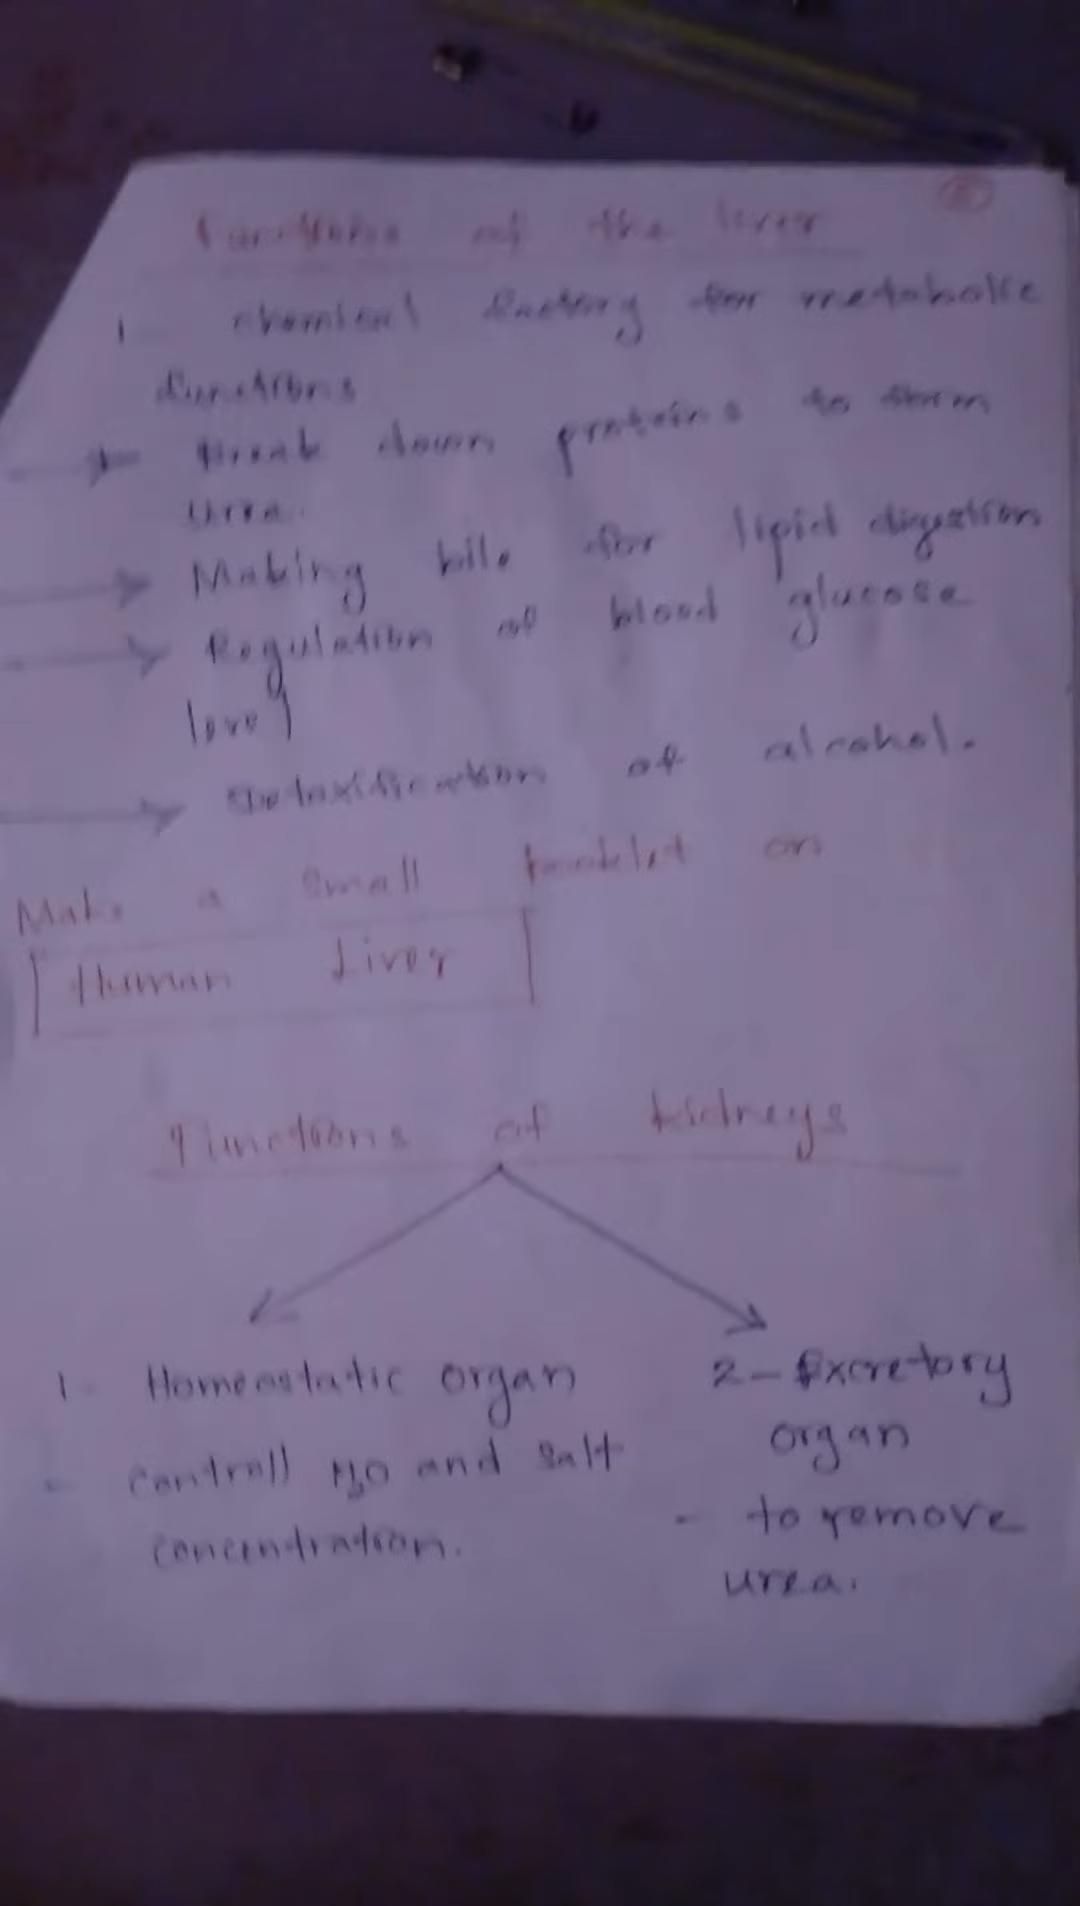 Functions of the liver
1 chemical factory for metabolic
functions
Break down proteins to form
Urea.
Making bile for lipid digestion
Regulation of blood glucose
level
Detoxification of alcohol.
Make a small booklet on
Human Liver
Functions of kidneys
1- Homeostatic organ
- controll H2O and salt
concentration.
2- Excretory
organ
- to remove
urea.